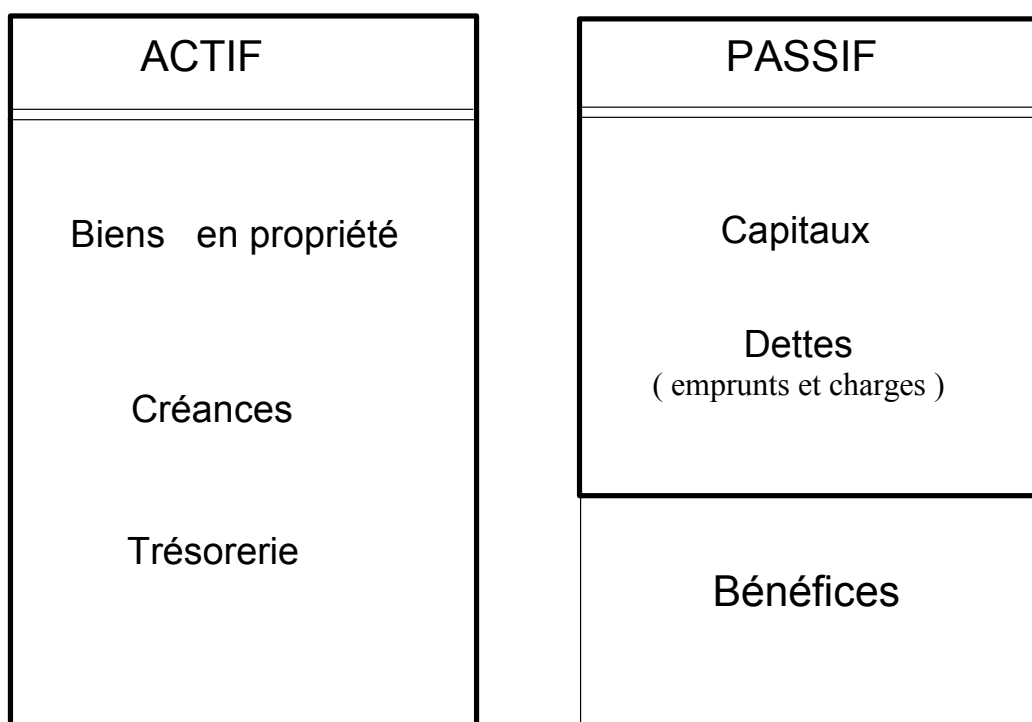 ACTIF
Biens en propriété
Créances
Trésorerie
PASSIF
Capitaux
Dettes
( emprunts et charges )
Bénéfices